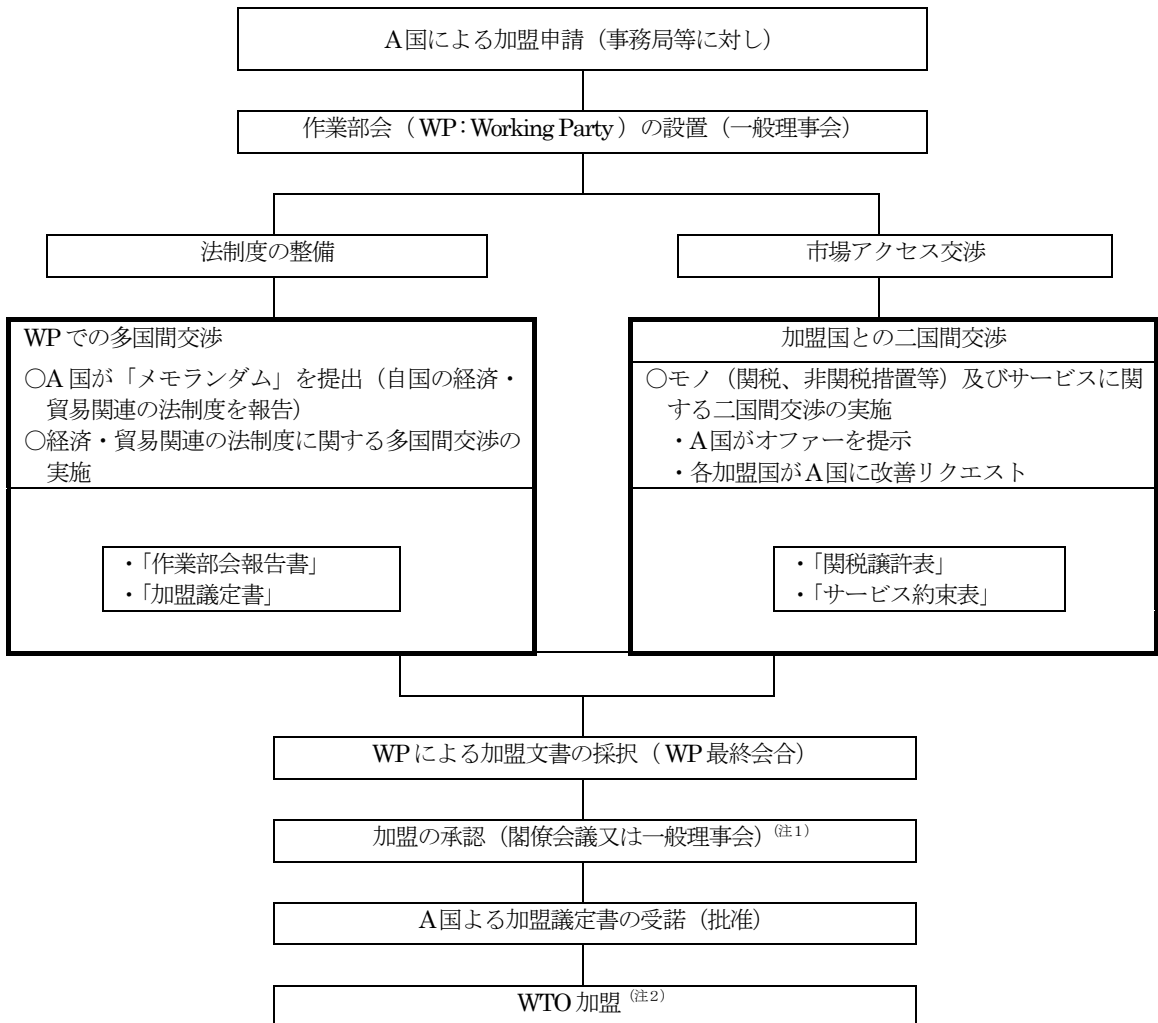 A国による加盟申請（事務局等に対し）
作業部会（WP：Working Party）の設置（一般理事会）
法制度の整備
市場アクセス交渉
WPでの多国間交渉
○A国が「メモランダム」を提出（自国の経済・
貿易関連の法制度を報告）
○経済・貿易関連の法制度に関する多国間交渉の
実施
・「作業部会報告書」
・「加盟議定書」
加盟国との二国間交渉
○モノ（関税、非関税措置等）及びサービスに関
する二国間交渉の実施
・A国がオファーを提示
・各加盟国がA国に改善リクエスト
・「関税譲許表」
・「サービス約束表」
WPによる加盟文書の採択（WP最終会合）
加盟の承認（閣僚会議又は一般理事会）（注1）
A国よる加盟議定書の受諾（批准）
WTO加盟（注2）